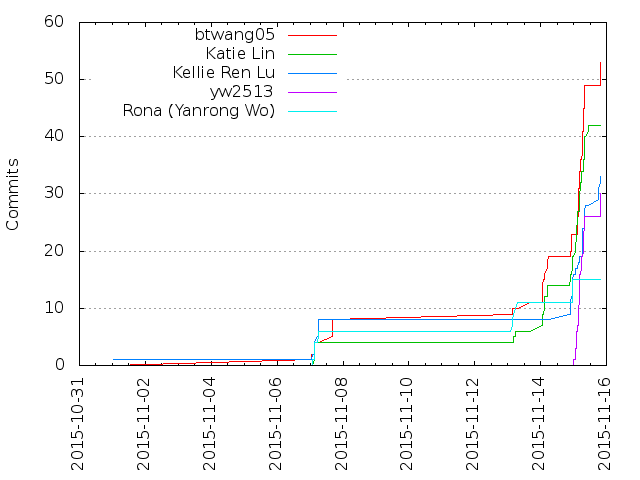 60
50
40
30
20
10
0
Commits
btwang05
Katie Lin
Kellie Ren Lu
yw2513
Rona (Yanrong Wo)
2015-10-31
2015-11-02
2015-11-04
2015-11-06
2015-11-08
2015-11-10
2015-11-12
2015-11-14
2015-11-16